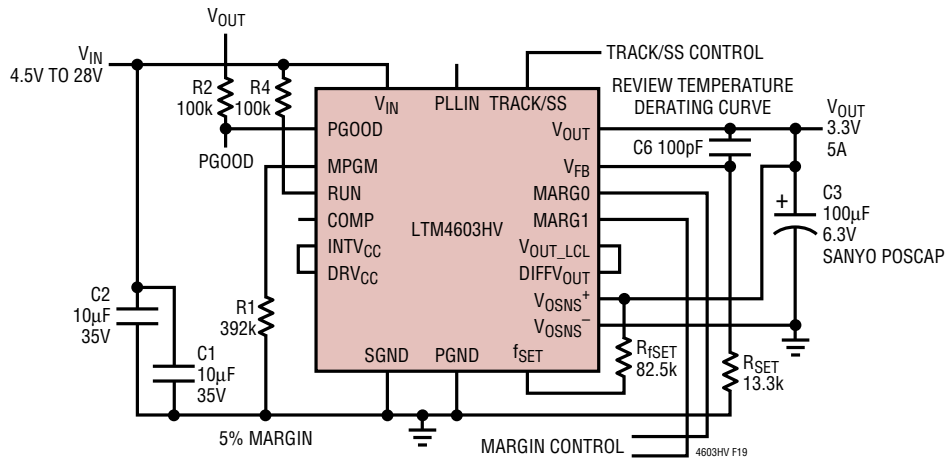 VOUT
VIN
4.5V TO 28V
R2
100k
R4
100k
PGOOD
TRACK/SS CONTROL
REVIEW TEMPERATURE
DERATING CURVE
VIN
PLLIN
TRACK/SS
PGOOD
MPGM
RUN
COMP
INTVCC
DRVCC
LTM4603HV
VOUT
VFB
MARG0
MARG1
VOUT_LCL
DIFFVOUT
VOSNS+
VOSNS−
SGND
PGND
fSET
C6 100pF
VOUT
3.3V
5A
+
C3
100µF
6.3V
SANYO POSCAP
C2
10µF
35V
C1
10µF
35V
R1
392k
RfSET
82.5k
RSET
13.3k
5% MARGIN
MARGIN CONTROL
4603HV F19